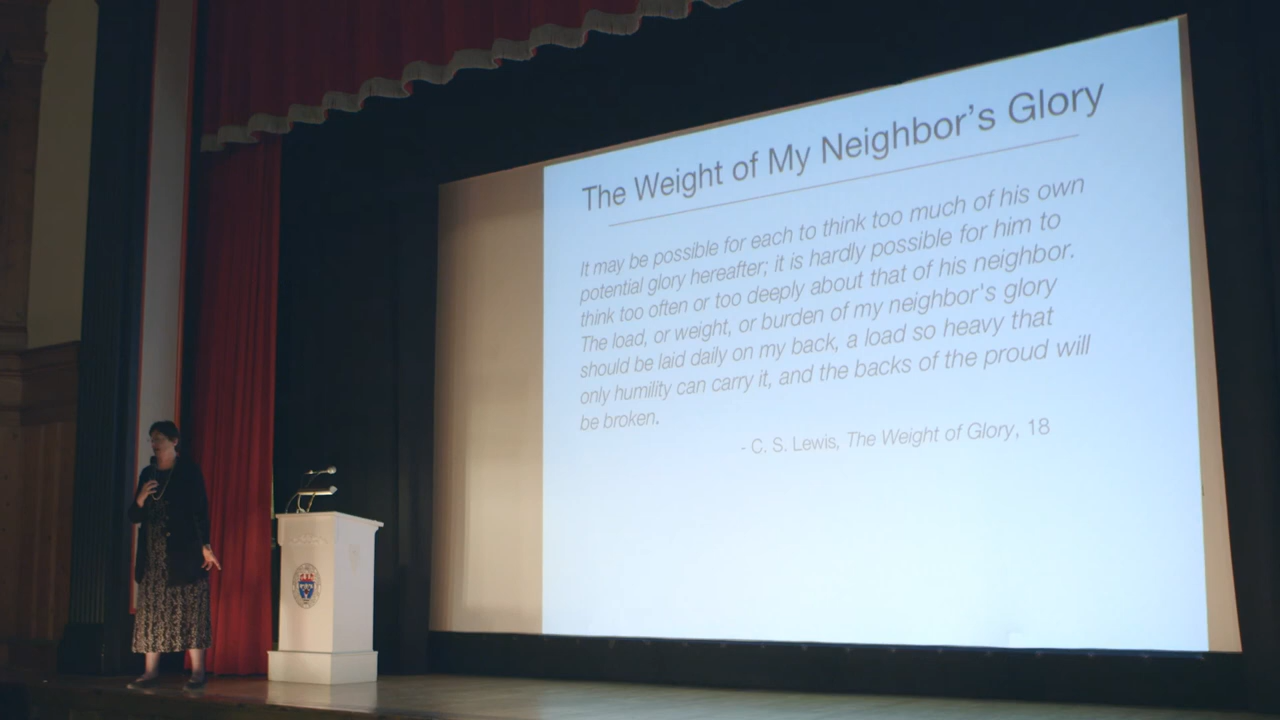 The Weight of My Neighbor’s Glory
It may be possible for each to think too much of his own
potential glory hereafter; it is hardly possible for him to
think too often or too deeply about that of his neighbor.
The load, or weight, or burden of my neighbor's glory
should be laid daily on my back, a load so heavy that
only humility can carry it, and the backs of the proud will
be broken.
- C. S. Lewis, The Weight of Glory, 18